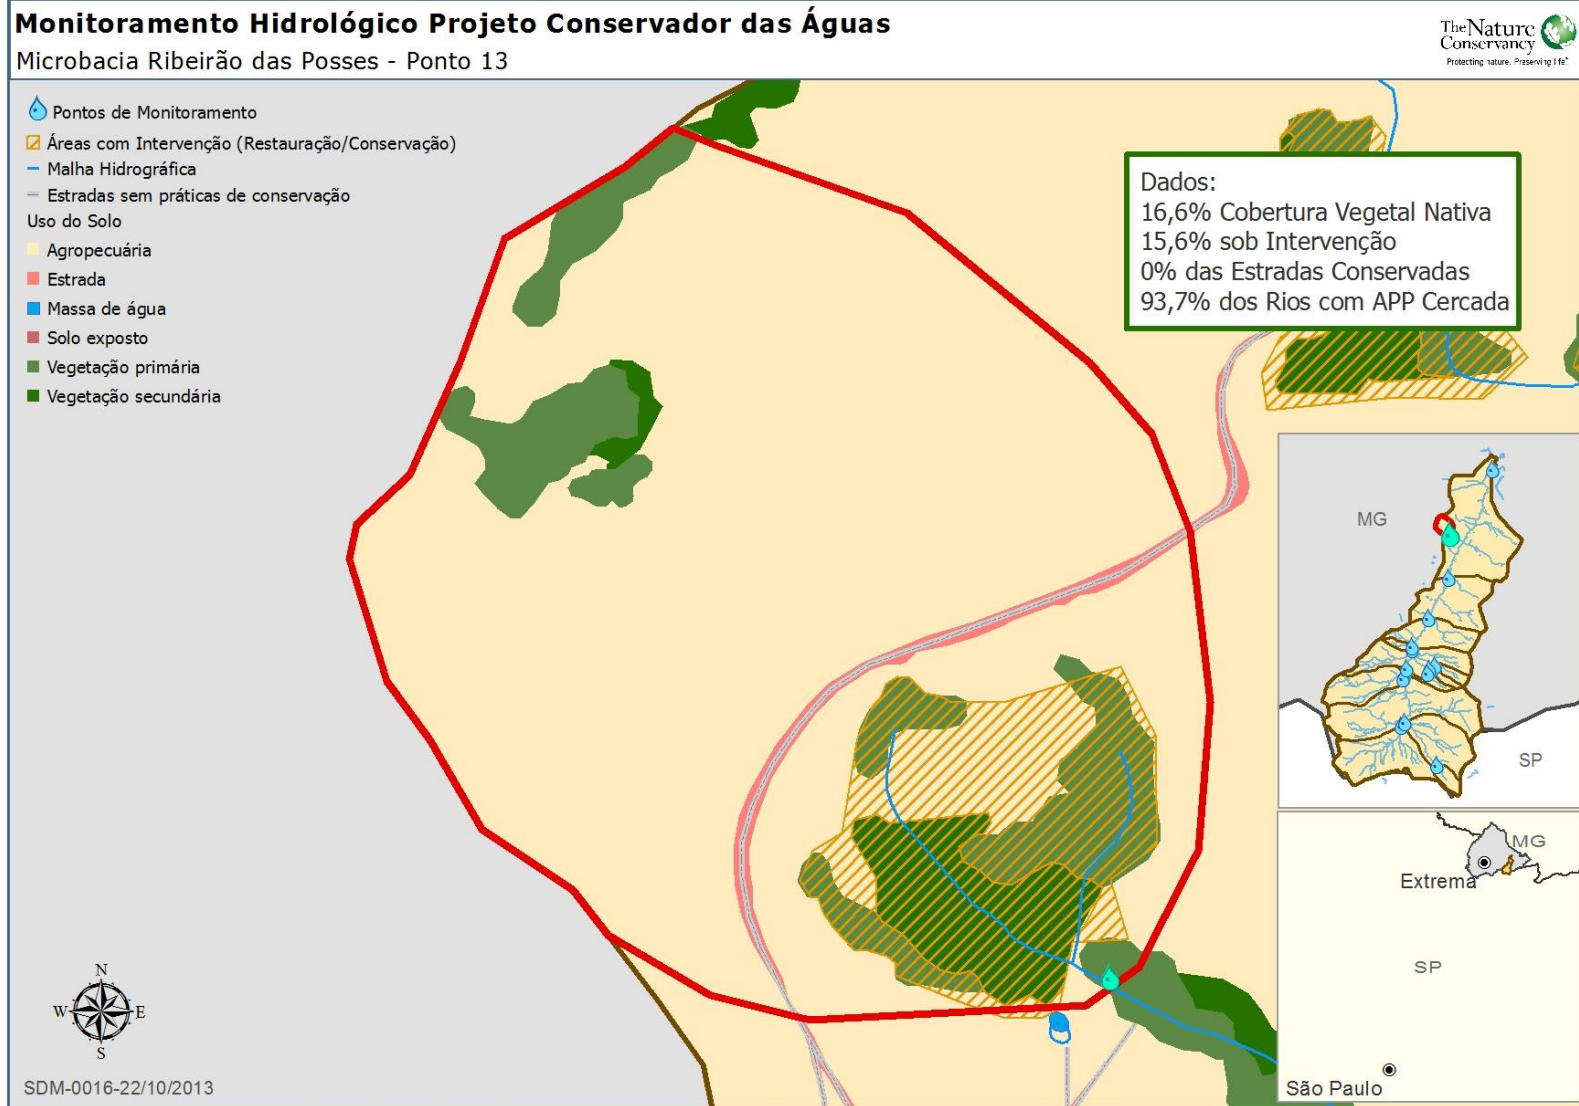 Monitoramento Hidrológico Projeto Conservador das Águas
Microbacia Ribeirão das Posses - Ponto 13
The Nature
Conservancy
Protecting nature. Preserving life.
Pontos de Monitoramento
Áreas com Intervenção (Restauração/Conservação)
Malha Hidrográfica
Estradas sem práticas de conservação
Uso do Solo
Agropecuária
Estrada
Massa de água
Solo exposto
Vegetação primária
Vegetação secundária
Dados:
16,6% Cobertura Vegetal Nativa
15,6% sob Intervenção
0% das Estradas Conservadas
93,7% dos Rios com APP Cercada
MG
SP
MG
Extrema
SP
São Paulo
N
W E
S
SDM-0016-22/10/2013